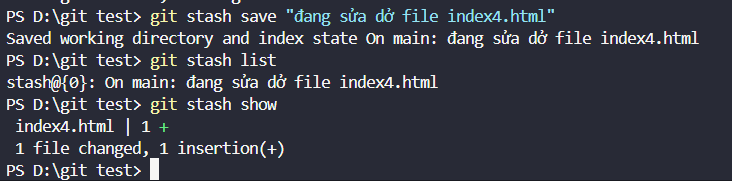 PS D:\git test> git stash save "đang sửa dở file index4.html"
Saved working directory and index state On main: đang sửa dở file index4.html
PS D:\git test> git stash list
stash@{0}: On main: đang sửa dở file index4.html
PS D:\git test> git stash show
 index4.html | 1 +
 1 file changed, 1 insertion(+)
PS D:\git test>